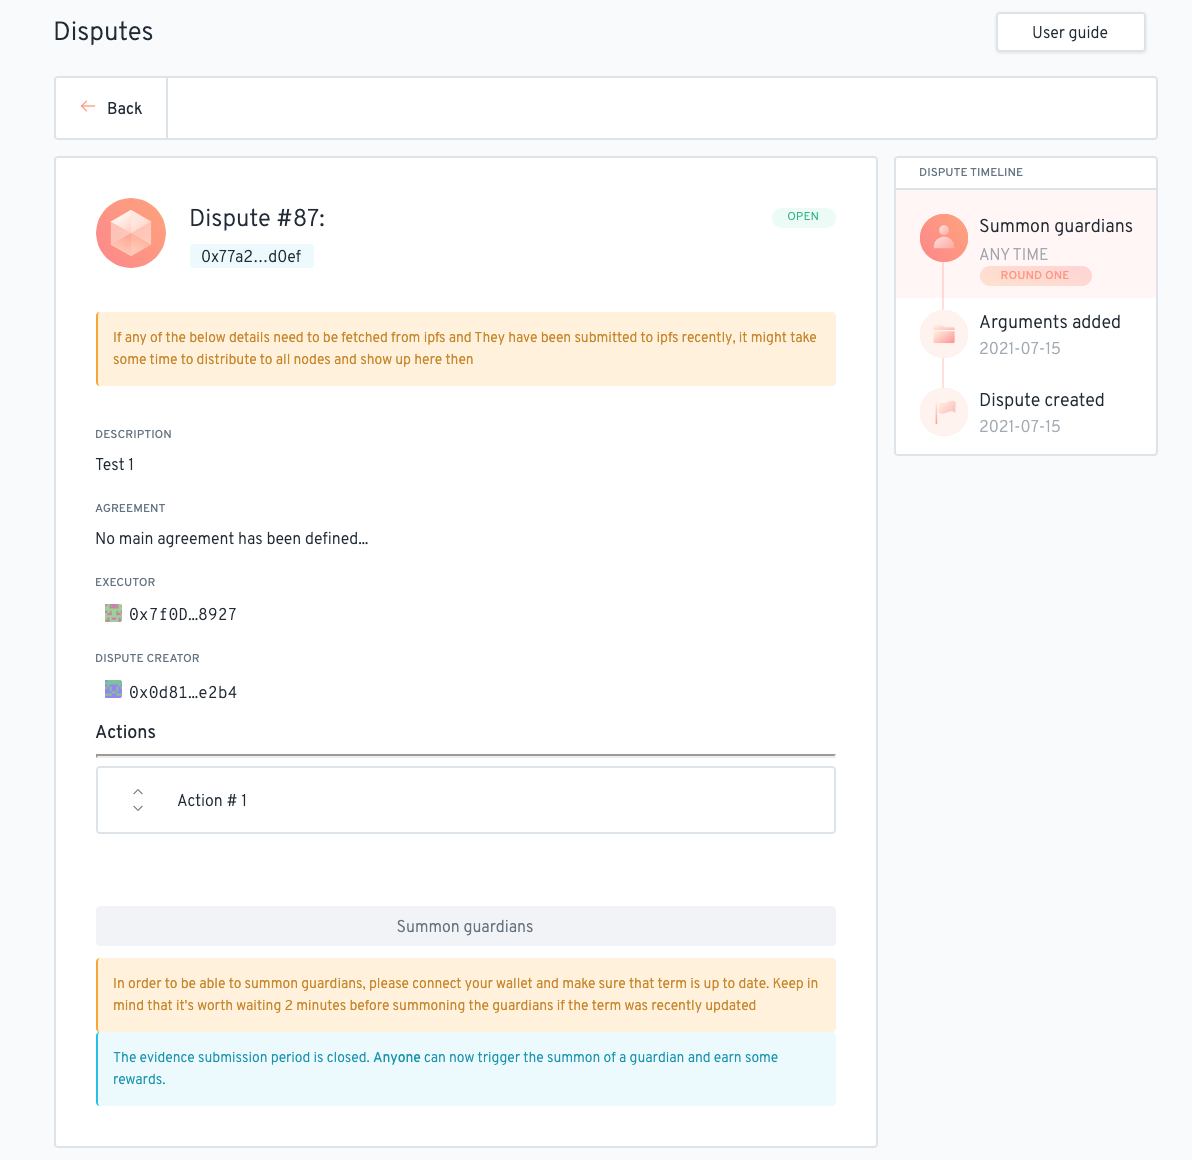 Disputes
User guide
Back
Dispute #87:
0x77a2...d0ef
OPEN
If any of the below details need to be fetched from ipfs and They have been submitted to ipfs recently, it might take
some time to distribute to all nodes and show up here then
DESCRIPTION
Test 1
AGREEMENT
No main agreement has been defined...
EXECUTOR
0x7f0D…8927
DISPUTE CREATOR
0x0d81…e2b4
Actions
Action # 1
Summon guardians
In order to be able to summon guardians, please connect your wallet and make sure that term is up to date. Keep in
mind that it's worth waiting 2 minutes before summoning the guardians if the term was recently updated
The evidence submission period is closed. Anyone can now trigger the summon of a guardian and earn some
rewards.
DISPUTE TIMELINE
Summon guardians
ANY TIME
ROUND ONE
Arguments added
2021-07-15
Dispute created
2021-07-15